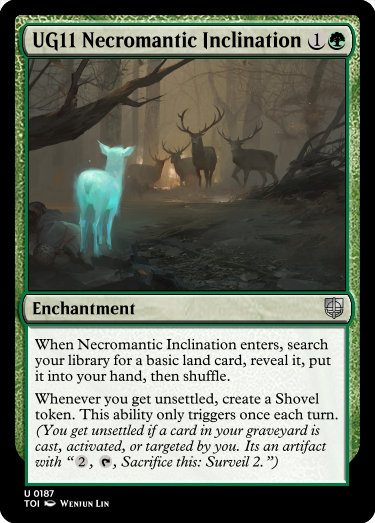 UG11 Necromantic Inclination 1
Enchantment
When Necromantic Inclination enters, search
your library for a basic land card, reveal it, put
it into your hand, then shuffle.
Whenever you get unsettled, create a Shovel
token. This ability only triggers once each turn.
(You get unsettled if a card in your graveyard is
cast, activated, or targeted by you. Its an artifact
with “2, , Sacrifice this: Surveil 2.”)
U 0187
TOI Wenjun Lin